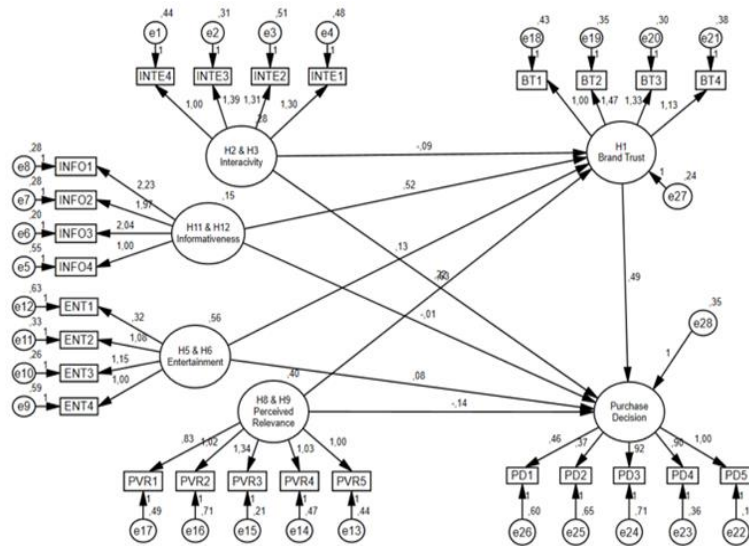 ,44
,31
,51
,48
e1
e2
e3
e4
1
1
1
1
INTE4
INTE3
INTE2
INTE1
1,00
1,39
1,31
1,30
,28
H2 & H3
Interacivity
,43
,35
,30
,38
e18
e19
e20
e21
1
1
1
1
BT1
BT2
BT3
BT4
1,00
1,47
1,33
1,13
H1
Brand Trust
1
,24
e27
-,09
,52
,13
,28
e8
1
INFO1
,28
e7
1
INFO2
,20
e6
1
INFO3
,55
e5
1
INFO4
2,23
1,97
2,04
1,00
,15
H11 & H12
Informativeness
-,01
,49
,63
e12
1
ENT1
,33
e11
1
ENT2
,26
e10
1
ENT3
,59
e9
1
ENT4
,32
1,08
1,15
1,00
,56
H5 & H6
Entertainment
,08
-,14
,35
e28
1
,40
H8 & H9
Perceived
Relevance
Purchase
Decision
,83
1,02
1,34
1,03
1,00
PVR1
PVR2
PVR3
PVR4
PVR5
1
1
1
1
1
,49
,71
,21
,47
,44
e17
e16
e15
e14
e13
,46
,37
,92
,90
1,00
PD1
PD2
PD3
PD4
PD5
1
1
1
1
1
,60
,65
,71
,36
e26
e25
e24
e23
e22